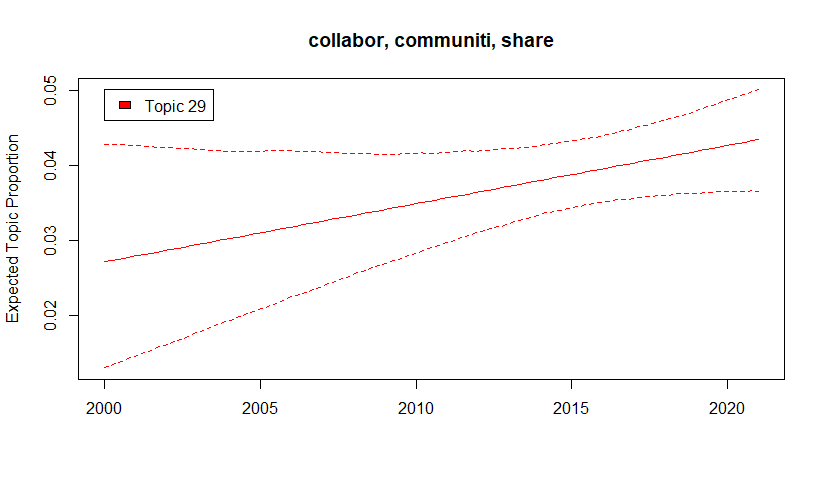 collabor, communiti, share
Topic 29
Expected Topic Proportion
0.05
0.04
0.03
0.02
2000 2005 2010 2015 2020